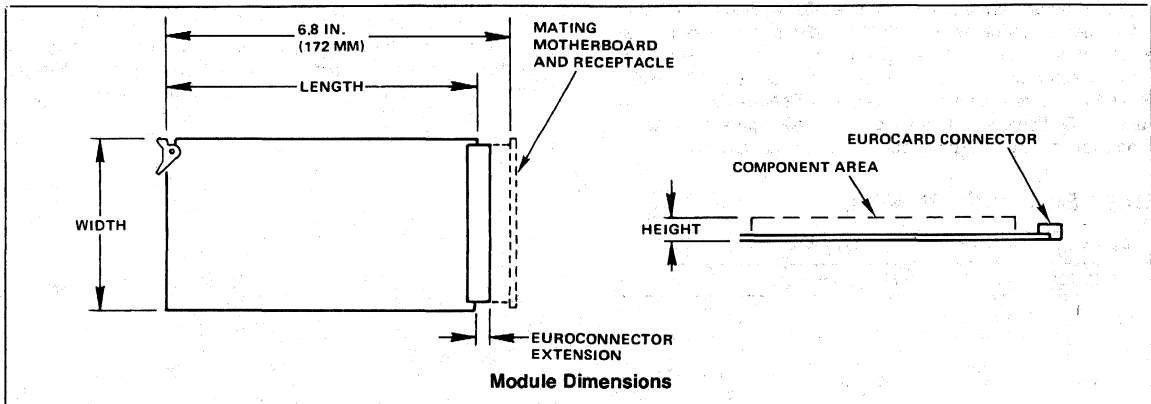 6.8 IN.
(172 MM)
LENGTH
MATING
MOTHERBOARD
AND RECEPTACLE
WIDTH
EUROCONNECTOR
EXTENSION
EUROCARD CONNECTOR
COMPONENT AREA
HEIGHT
Module Dimensions